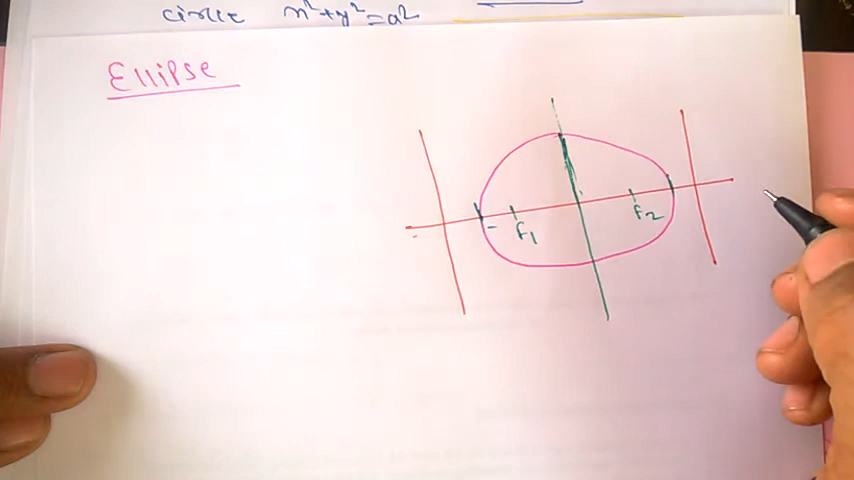 circle x²+y²=a²
Ellipse
F₁
F₂